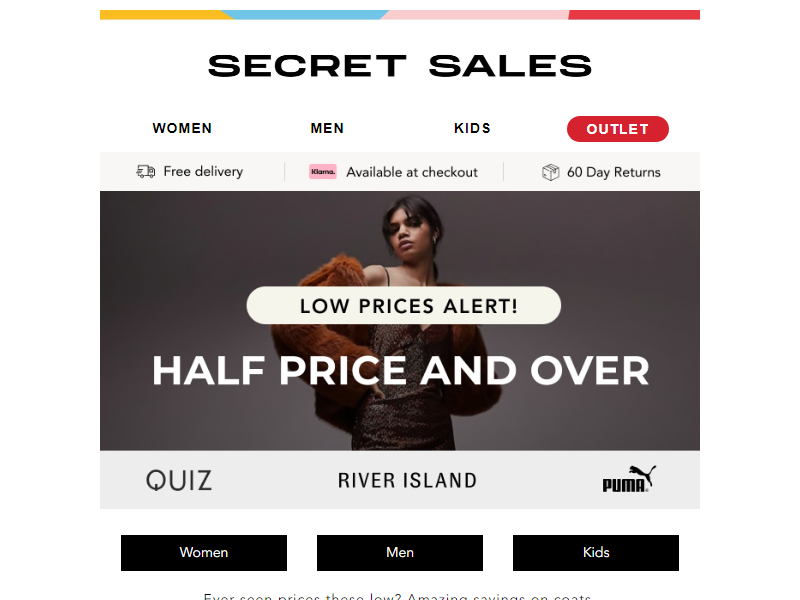 SECRET SALES
WOMEN MEN KIDS OUTLET
Free delivery Klarna. Available at checkout 60 Day Returns
LOW PRICES ALERT!
HALF PRICE AND OVER
QUIZ RIVER ISLAND PUMA
Women Men Kids
Ever seen prices these low? Amazing savings on coats,